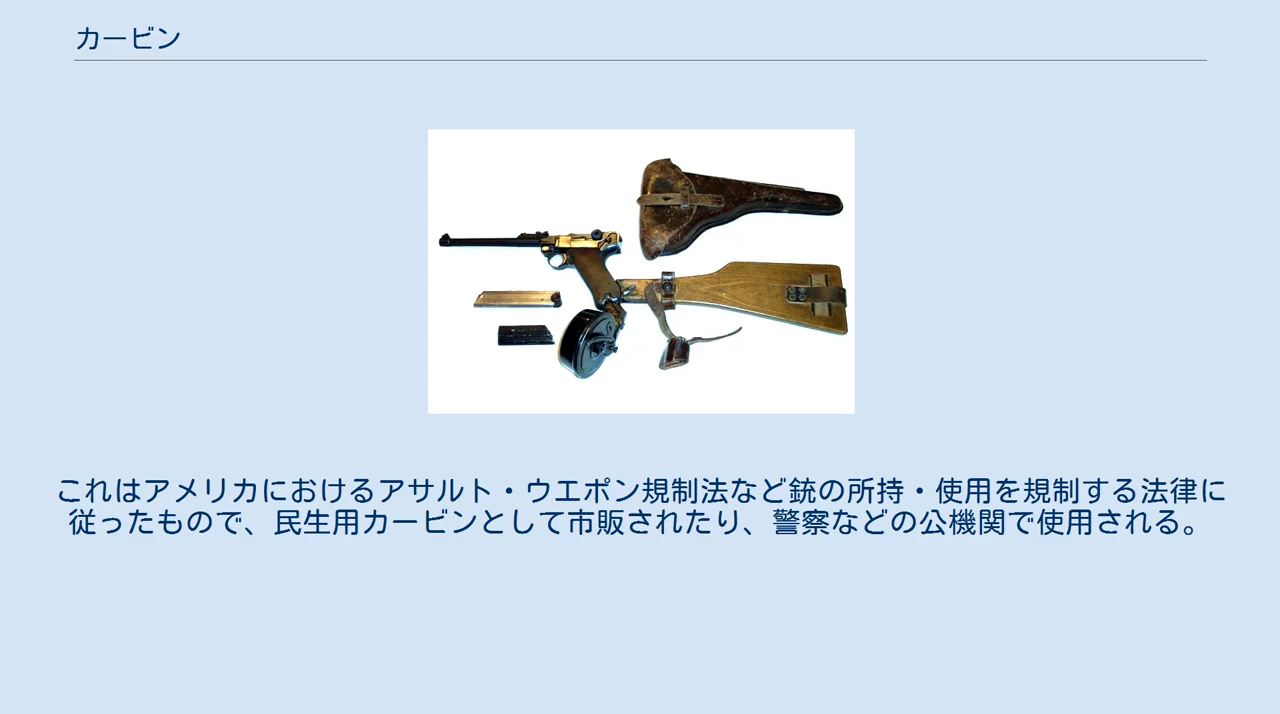 カービン
これはアメリカにおけるアサルト・ウエポン規制法など銃の所持・使用を規制する法律に
従ったもので、民生用カービンとして市販されたり、警察などの公機関で使用される。